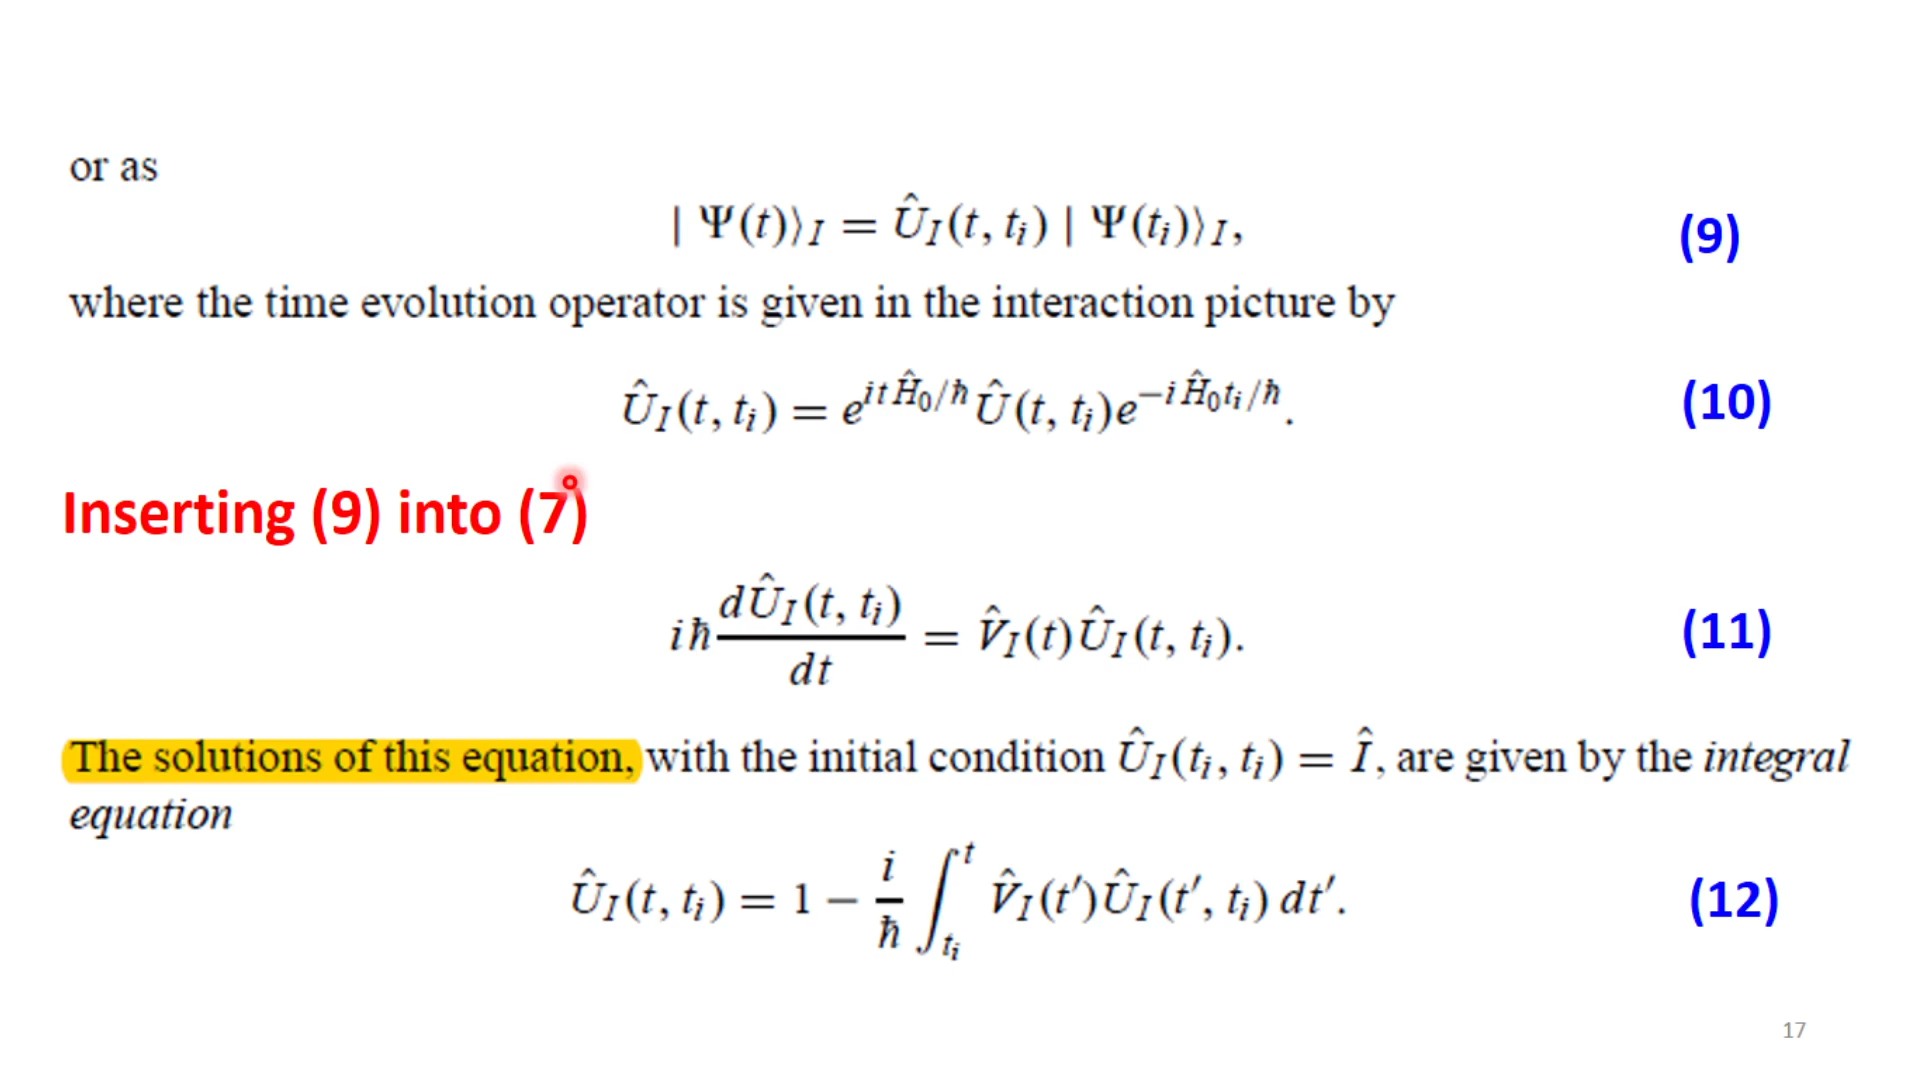 or as
| Ψ(t)⟩_I = Û_I(t, t_i) | Ψ(t_i)⟩_I, (9)
where the time evolution operator is given in the interaction picture by
Û_I(t, t_i) = e^{itĤ_0/ħ} Û(t, t_i)e^{−iĤ_0t_i/ħ}. (10)
Inserting (9) into (7)
iħ dÛ_I(t, t_i)/dt = V̂_I(t)Û_I(t, t_i). (11)
The solutions of this equation, with the initial condition Û_I(t_i, t_i) = Î, are given by the integral
equation
Û_I(t, t_i) = 1 − i/ħ ∫_{t_i}^{t} V̂_I(t′)Û_I(t′, t_i) dt′. (12)
17